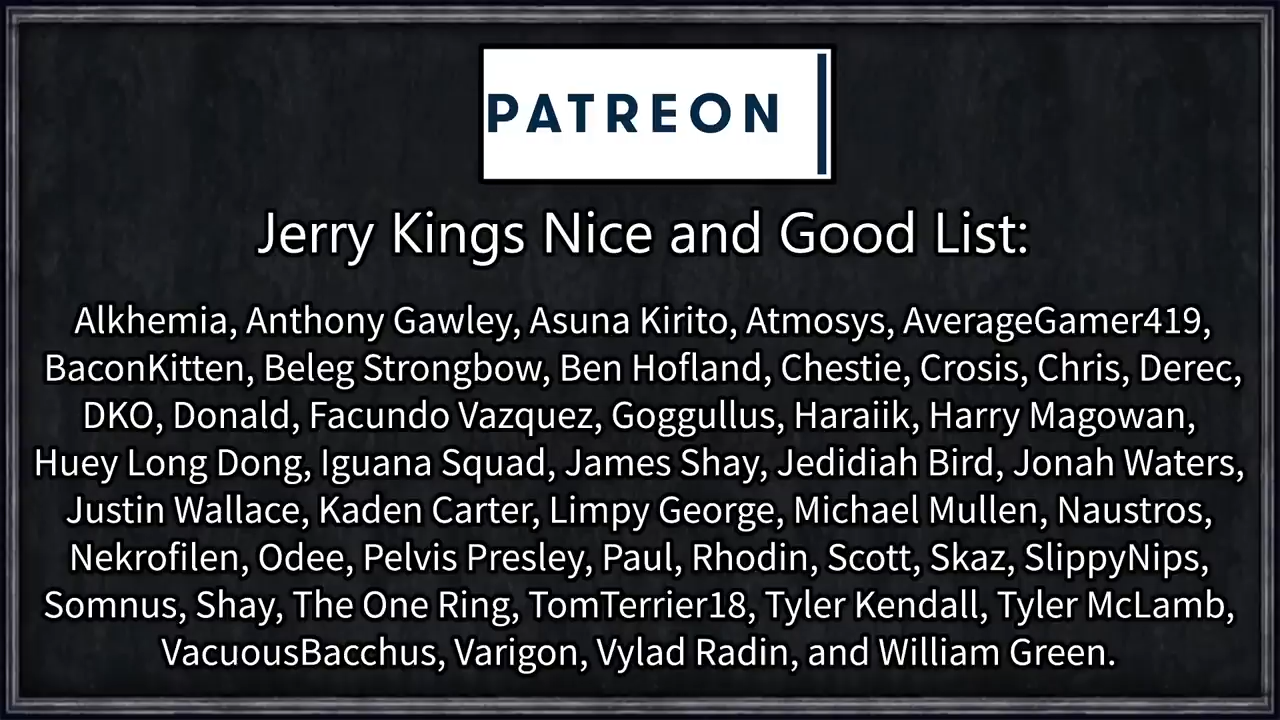 PATREON
Jerry Kings Nice and Good List:
Alkhemia, Anthony Gawley, Asuna Kirito, Atmosys, AverageGamer419,
BaconKitten, Beleg Strongbow, Ben Hofland, Chestie, Crosis, Chris, Derec,
DKO, Donald, Facundo Vazquez, Goggullus, Haraiik, Harry Magowan,
Huey Long Dong, Iguana Squad, James Shay, Jedidiah Bird, Jonah Waters,
Justin Wallace, Kaden Carter, Limpy George, Michael Mullen, Naustros,
Nekrofilen, Odee, Pelvis Presley, Paul, Rhodin, Scott, Skaz, SlippyNips,
Somnus, Shay, The One Ring, TomTerrier18, Tyler Kendall, Tyler McLamb,
VacuousBacchus, Varigon, Vylad Radin, and William Green.